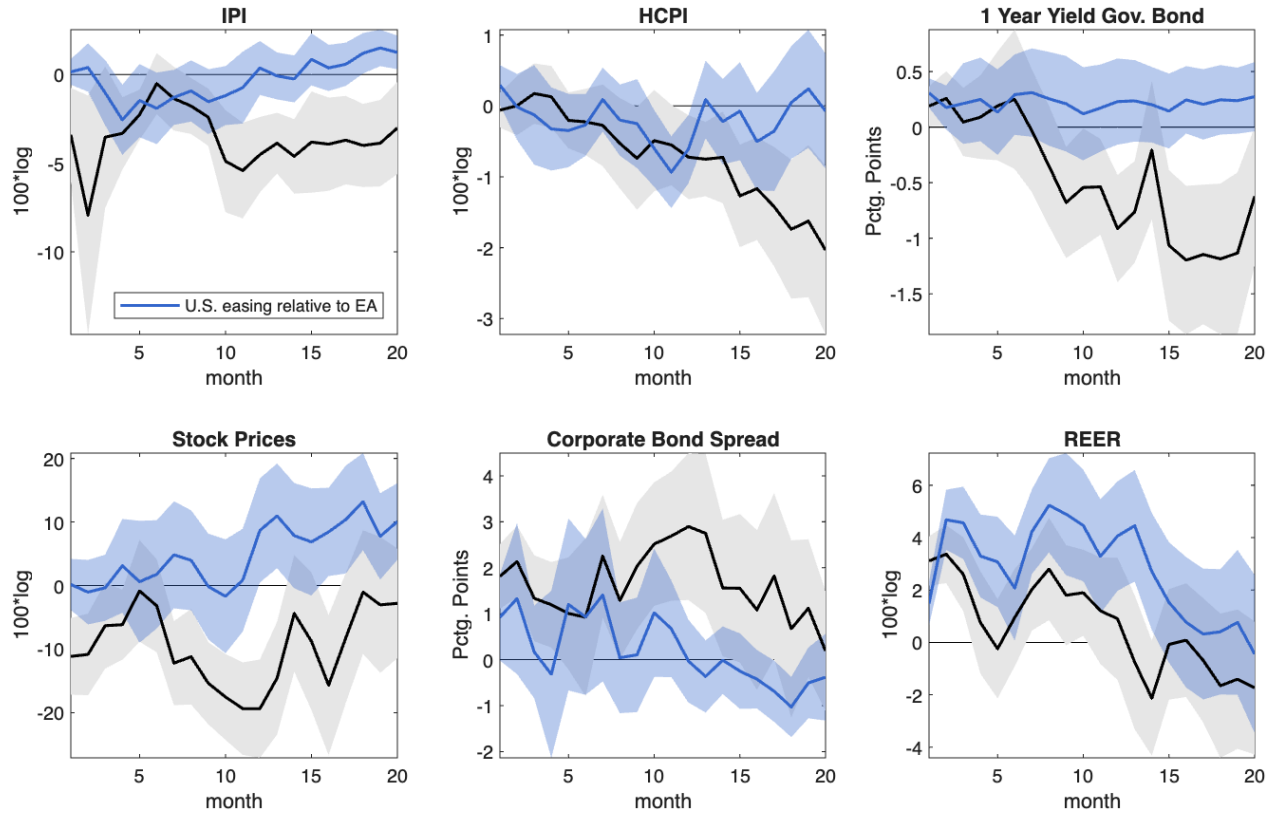 IPI
0
-5
-10
100*log
U.S. easing relative to EA
5
10
15
20
month
HCPI
1
0
-1
-2
-3
100*log
5
10
15
20
month
1 Year Yield Gov. Bond
0.5
0
-0.5
-1
-1.5
Pctg. Points
5
10
15
20
month
Stock Prices
20
10
0
-10
-20
100*log
5
10
15
20
month
Corporate Bond Spread
4
3
2
1
0
-1
-2
Pctg. Points
5
10
15
20
month
REER
6
4
2
0
-2
-4
100*log
5
10
15
20
month